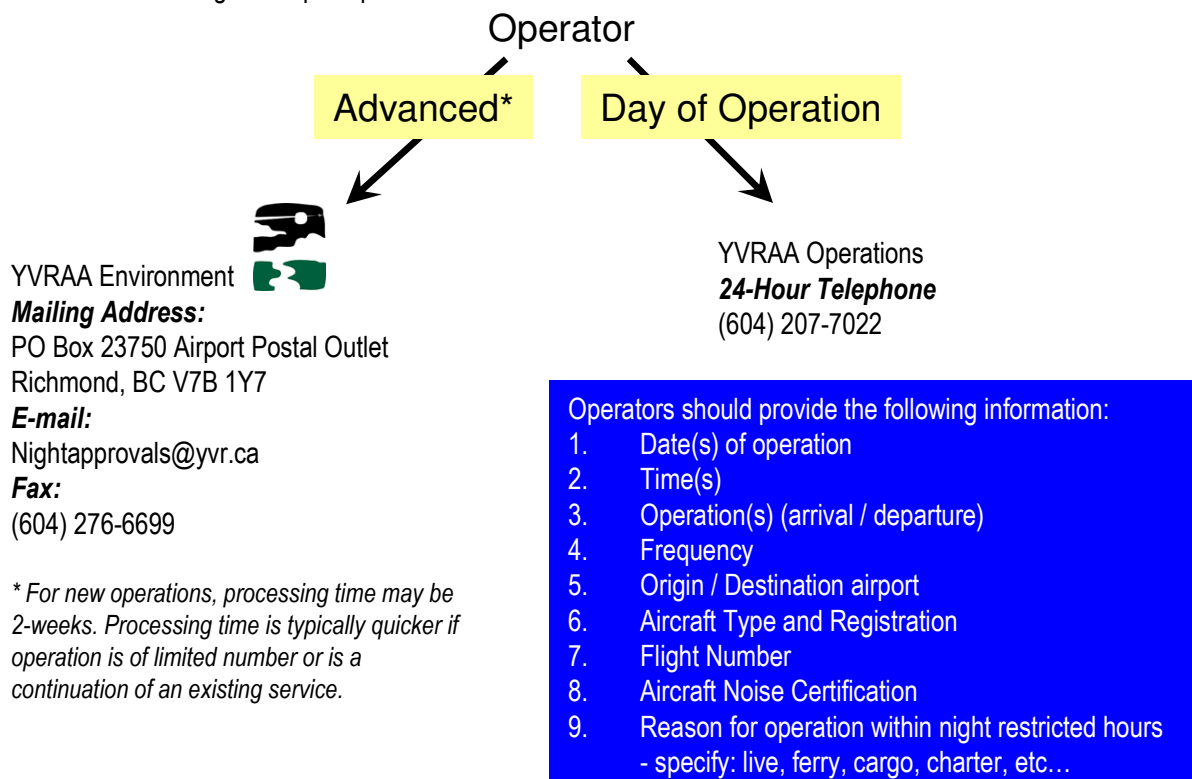 Operator
Advanced*
Day of Operation
YVRAA Environment
Mailing Address:
PO Box 23750 Airport Postal Outlet
Richmond, BC V7B 1Y7
E-mail:
Nightapprovals@yvr.ca
Fax:
(604) 276-6699
* For new operations, processing time may be
2-weeks. Processing time is typically quicker if
operation is of limited number or is a
continuation of an existing service.
YVRAA Operations
24-Hour Telephone
(604) 207-7022
Operators should provide the following information:
1. Date(s) of operation
2. Time(s)
3. Operation(s) (arrival / departure)
4. Frequency
5. Origin / Destination airport
6. Aircraft Type and Registration
7. Flight Number
8. Aircraft Noise Certification
9. Reason for operation within night restricted hours
- specify: live, ferry, cargo, charter, etc…